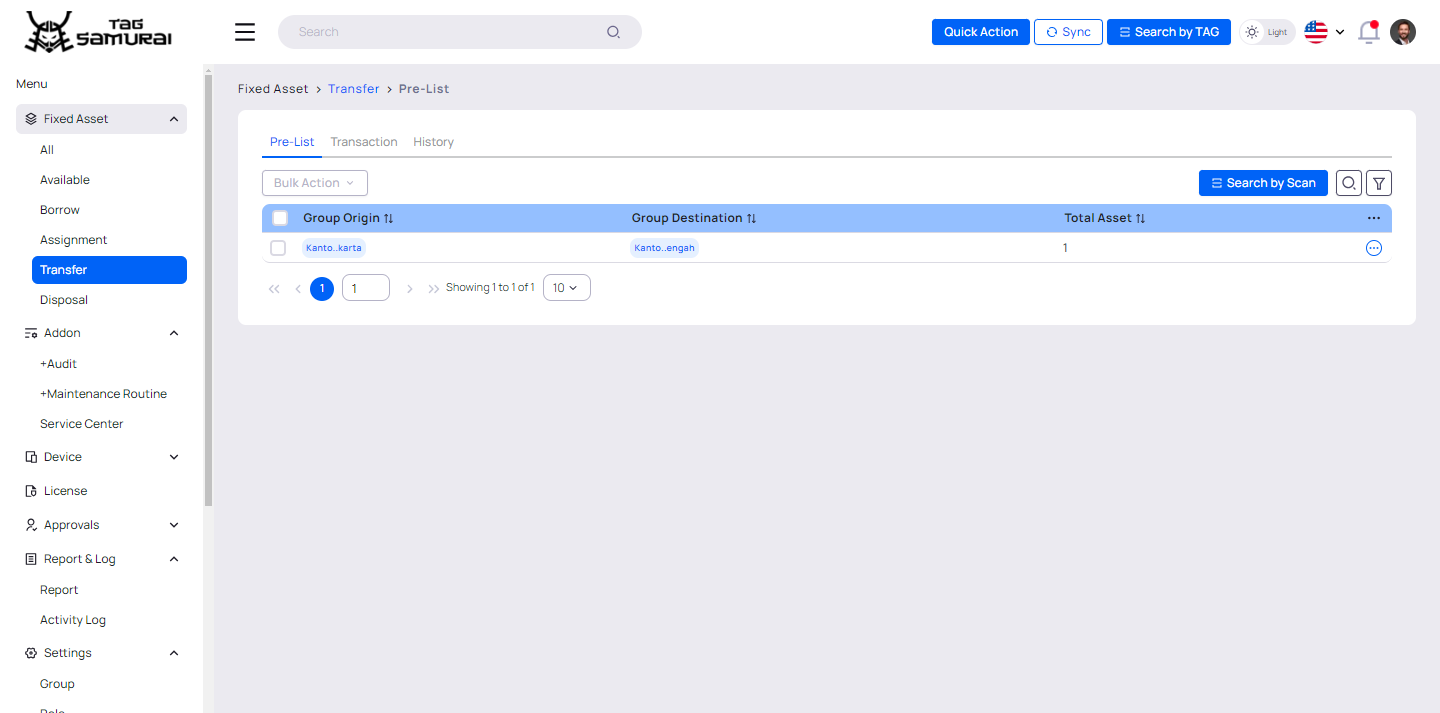 TAG SAMURAI
Search
Quick Action
Sync
Search by TAG
Light
Menu
Fixed Asset
All
Available
Borrow
Assignment
Transfer
Disposal
Addon
+Audit
+Maintenance Routine
Service Center
Device
License
Approvals
Report & Log
Report
Activity Log
Settings
Group
Fixed Asset > Transfer > Pre-List
Pre-List Transaction History
Bulk Action
Search by Scan
Group Origin Group Destination Total Asset
Kanto..karta Kanto..engah 1
1 1 Showing 1 to 1 of 1 10